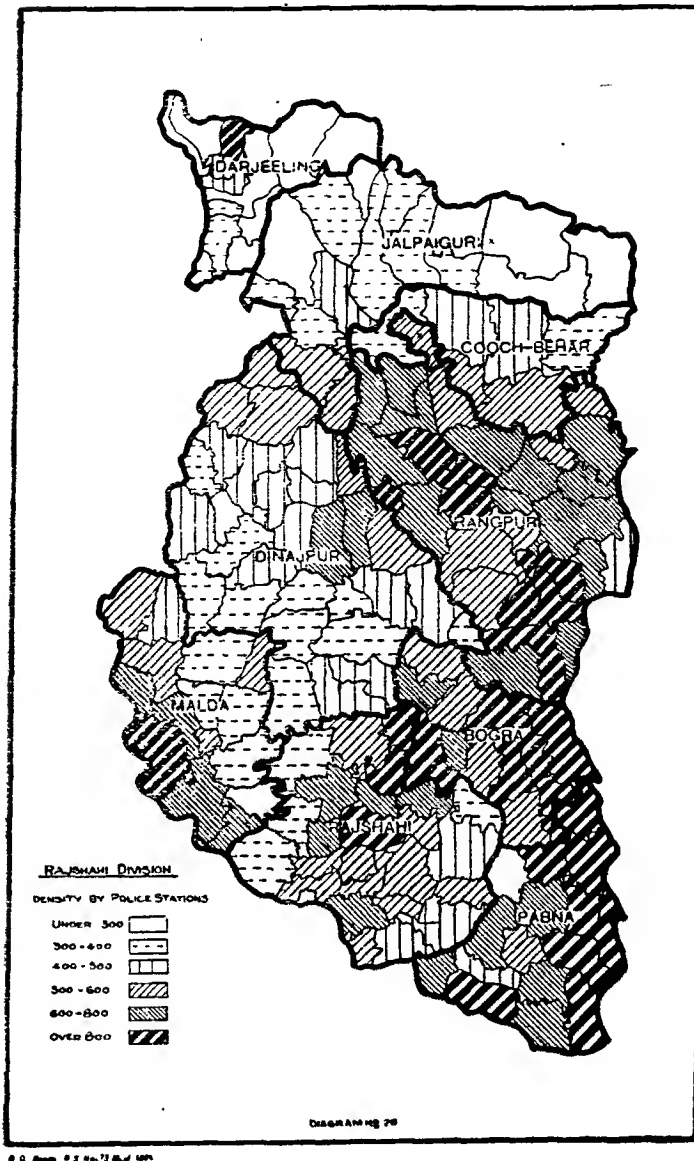 DARJEELING
JALPAIGURI
COOCH-BEHAR
RANGPUR
DINAJPUR
MALDA
BOGRA
RAJSHAHI
PABNA
RAJSHAHI DIVISION
DENSITY BY POLICE STATIONS
UNDER 300
300-400
400-500
500-600
600-800
OVER 800
DIAGRAM NO 26